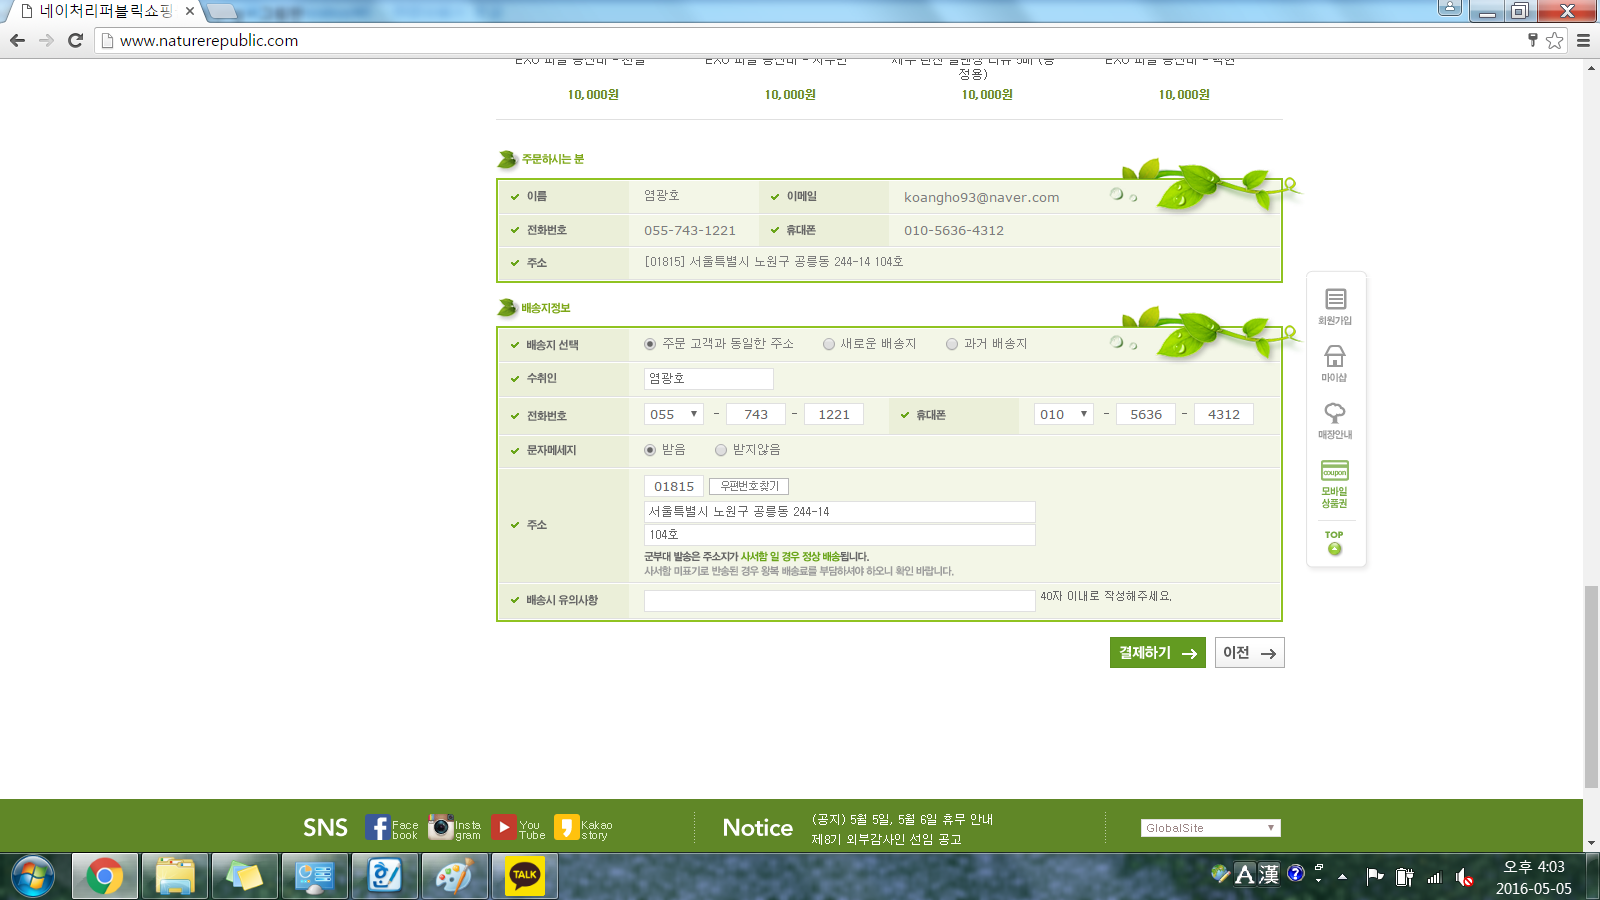 네이처리퍼블릭쇼핑
www.naturerepublic.com
정용)
10,000원 10,000원 10,000원 10,000원
주문하시는 분
이름 염광호 이메일 koangho93@naver.com
전화번호 055-743-1221 휴대폰 010-5636-4312
주소 [01815] 서울특별시 노원구 공릉동 244-14 104호
배송지정보
배송지 선택 주문 고객과 동일한 주소 새로운 배송지 과거 배송지
수취인 염광호
전화번호 055 - 743 - 1221 휴대폰 010 - 5636 - 4312
문자메세지 받음 받지않음
주소 01815 우편번호찾기
서울특별시 노원구 공릉동 244-14
104호
군부대 발송은 주소지가 사서함 일 경우 정상 배송됩니다.
사서함 미표기로 반송된 경우 왕복 배송료를 부담하셔야 하오니 확인 바랍니다.
배송시 유의사항 40자 이내로 작성해주세요.
결제하기 이전
회원가입
마이샵
매장안내
coupon
모바일
상품권
TOP
SNS Face book Insta gram You Tube Kakao story
Notice (공지) 5월 5일, 5월 6일 휴무 안내
제8기 외부감사인 선임 공고
GlobalSite
TALK
A 漢
오후 4:03
2016-05-05